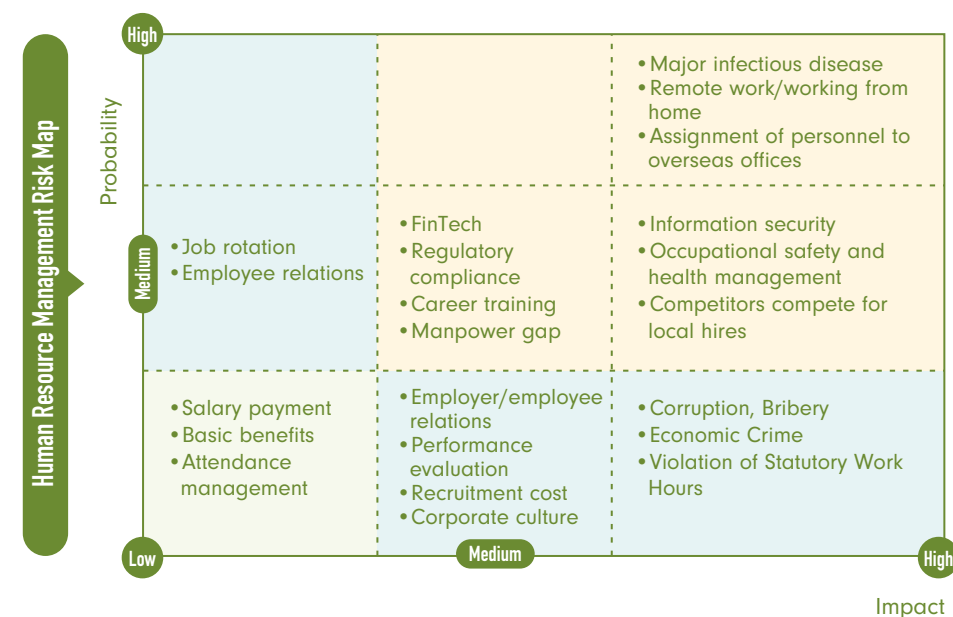 Human Resource Management Risk Map
Probability
High
• Major infectious disease
• Remote work/working from
home
• Assignment of personnel to
overseas offices
Medium
• Job rotation
• Employee relations
• FinTech
• Regulatory
compliance
• Career training
• Manpower gap
• Information security
• Occupational safety and
health management
• Competitors compete for
local hires
• Salary payment
• Basic benefits
• Attendance
management
• Employer/employee
relations
• Performance
evaluation
• Recruitment cost
• Corporate culture
• Corruption, Bribery
• Economic Crime
• Violation of Statutory Work
Hours
Low
Medium
High
Impact